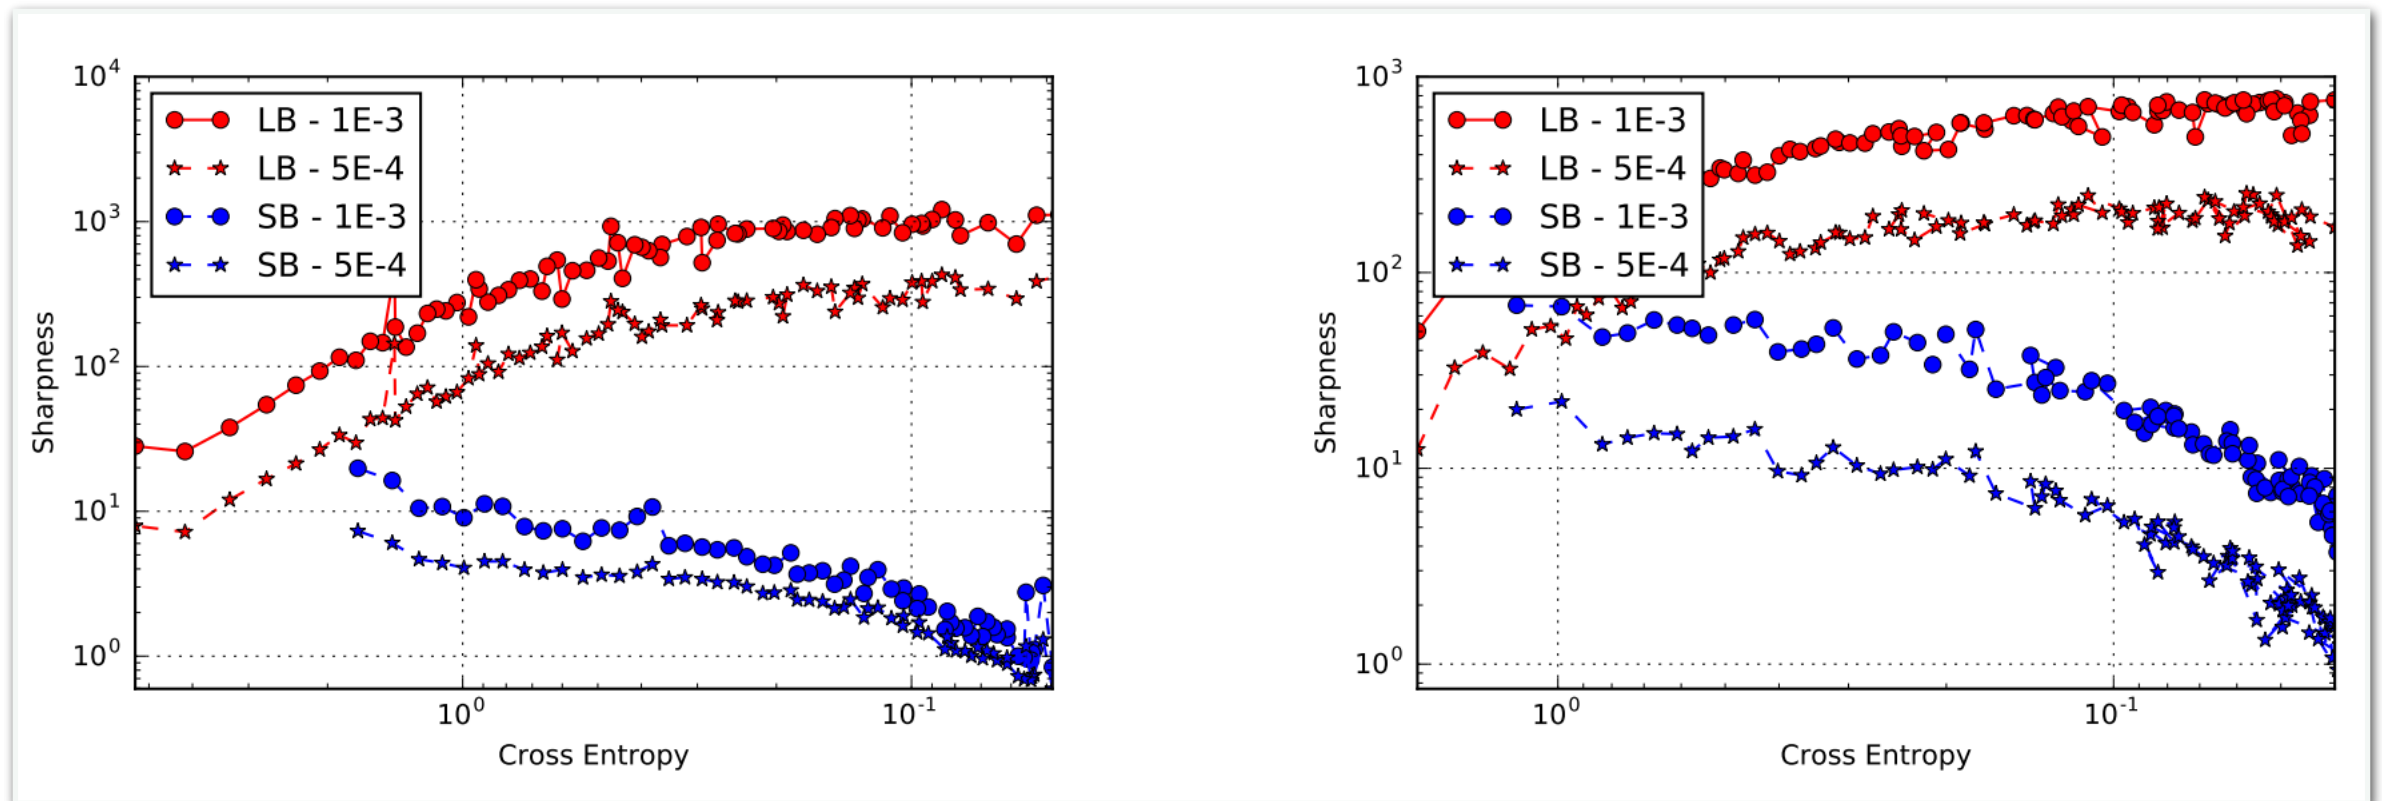 10^4
10^3
10^2
10^1
10^0
Sharpness
LB - 1E-3
LB - 5E-4
SB - 1E-3
SB - 5E-4
10^0
10^-1
Cross Entropy
10^3
10^2
10^1
10^0
Sharpness
LB - 1E-3
LB - 5E-4
SB - 1E-3
SB - 5E-4
10^0
10^-1
Cross Entropy